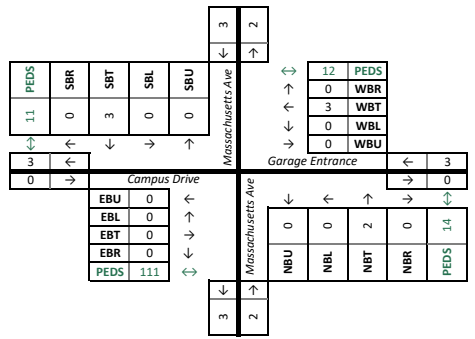 3 2
↓ ↑
PEDS SBR SBT SBL SBU
11 0 3 0 0
↕ ← ↓ → ↑
Massachusetts Ave
↔ 12 PEDS
↑ 0 WBR
← 3 WBT
↓ 0 WBL
→ 0 WBU
3 ←
0 →
Campus Drive
Garage Entrance
← 3
→ 0
EBU 0 ←
EBL 0 ↑
EBT 0 →
EBR 0 ↓
PEDS 111 ↔
Massachusetts Ave
↓ ← ↑ → ↕
0 0 2 0 14
NBU NBL NBT NBR PEDS
↓ ↑
3 2